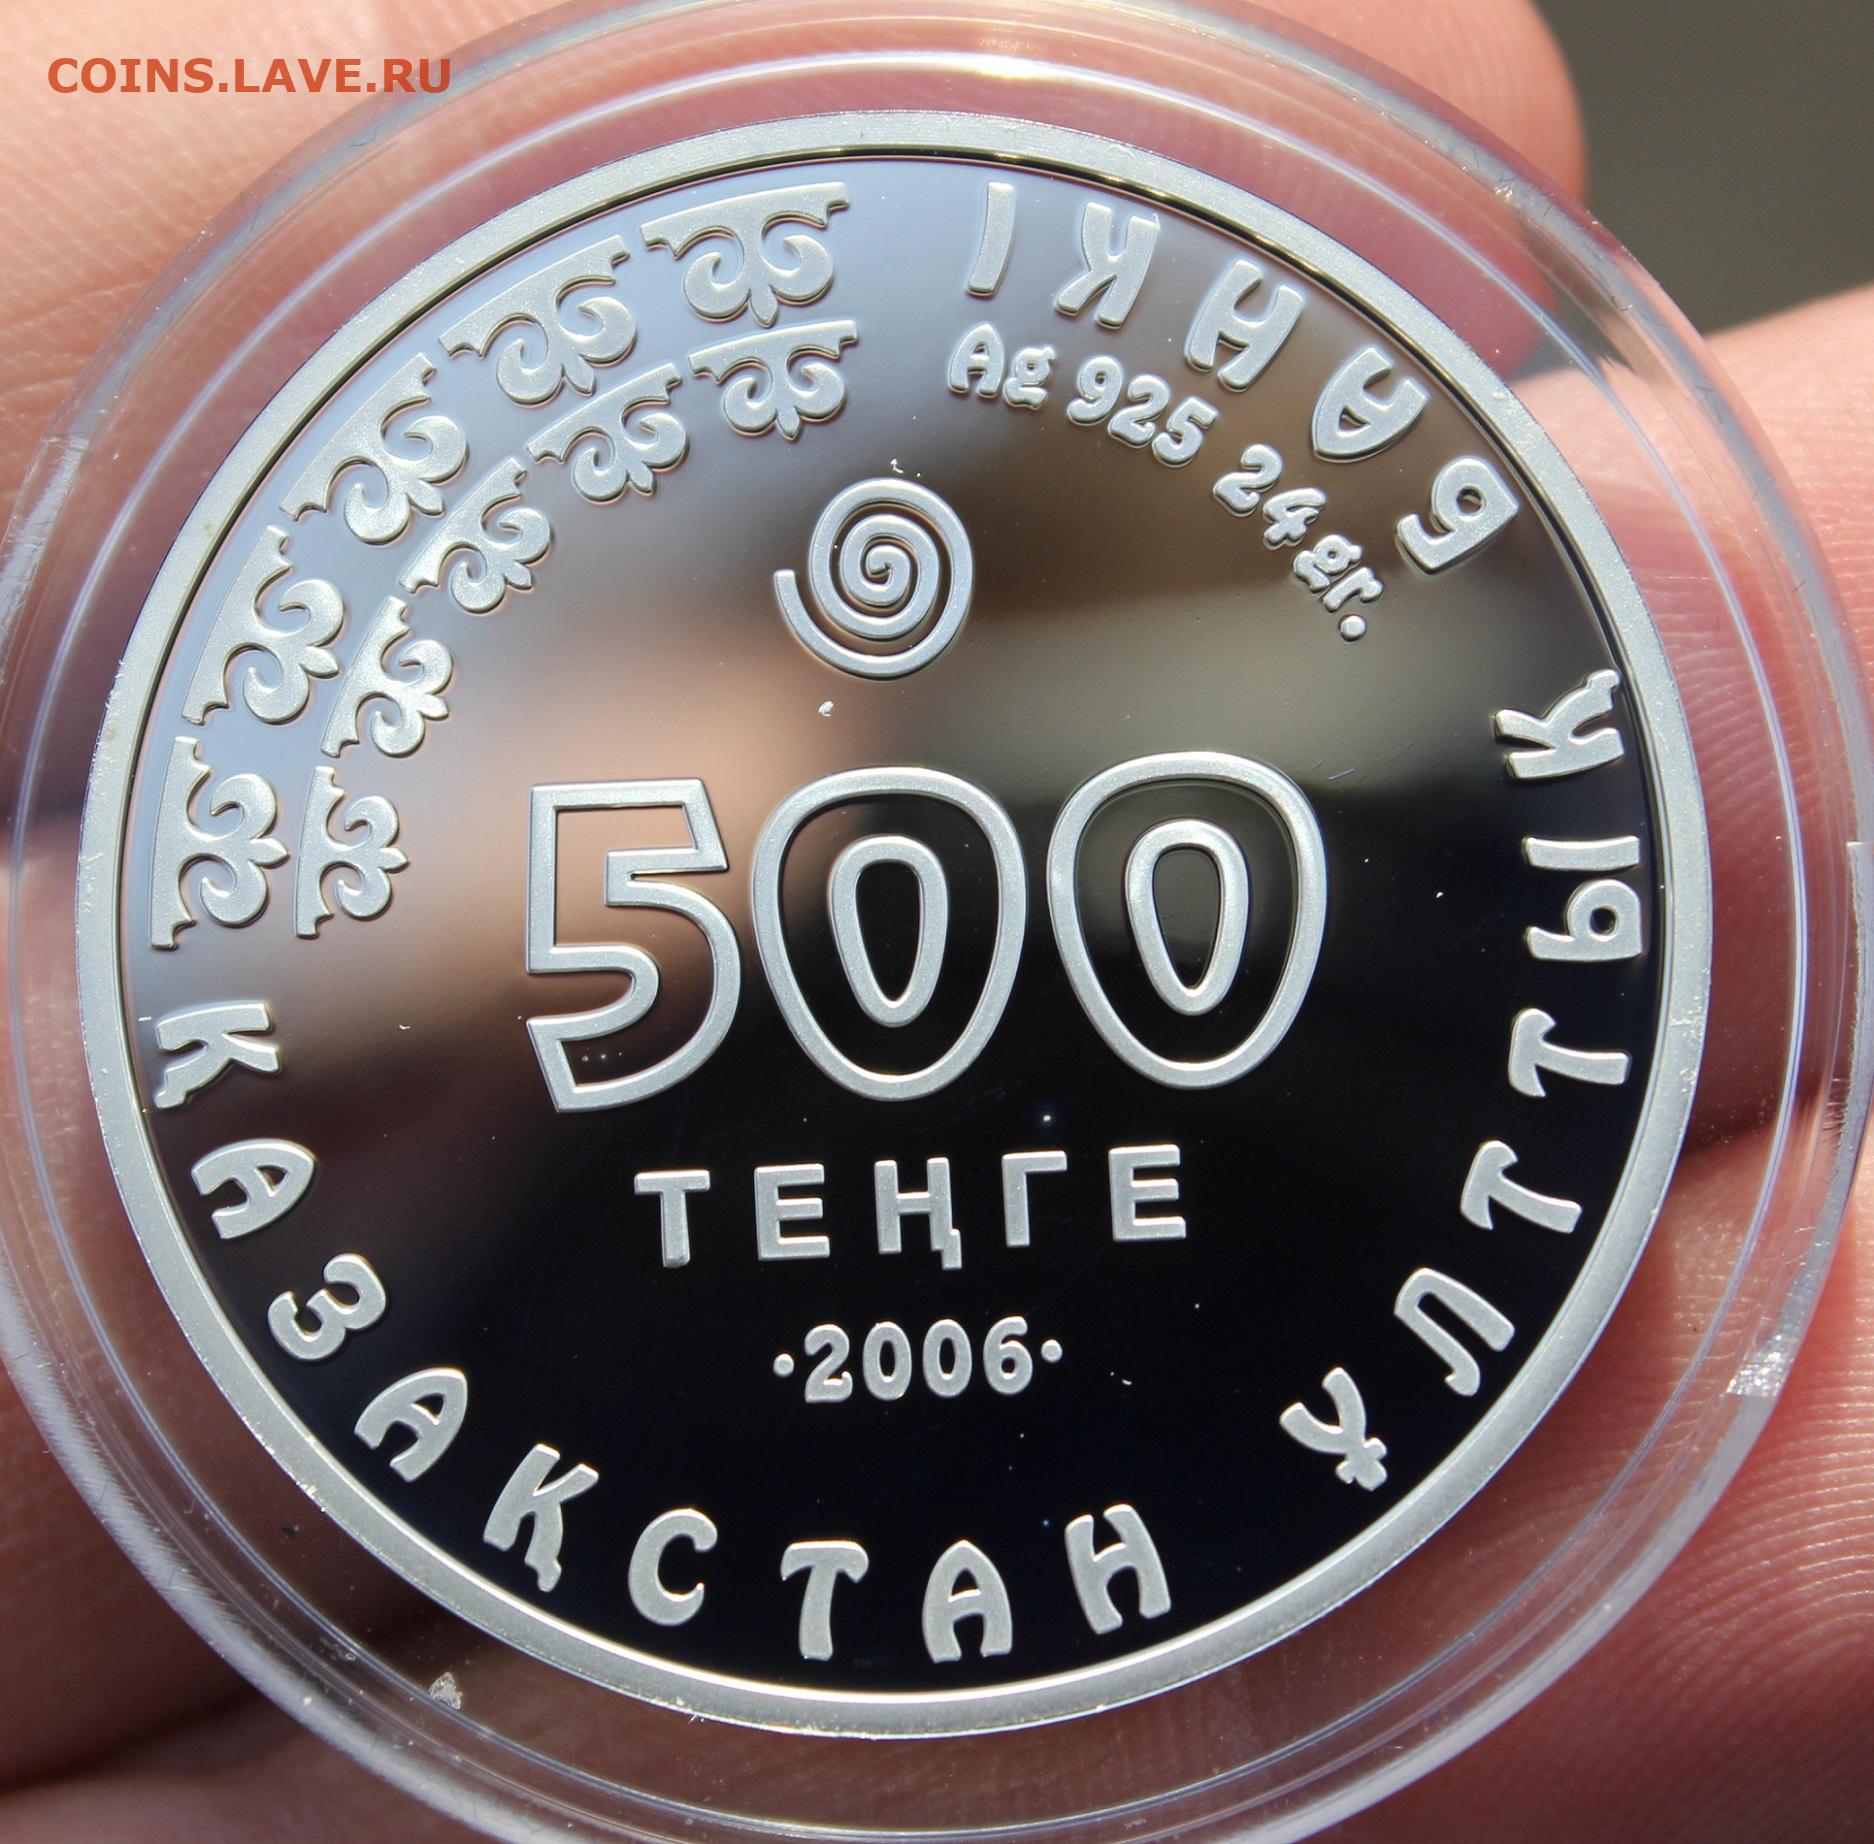 COINS.LAVE.RU
ҚАЗАҚСТАН ҰЛТТЫҚ БАНКІ
Ag 925 24 gr.
500
ТЕҢГЕ
·2006·